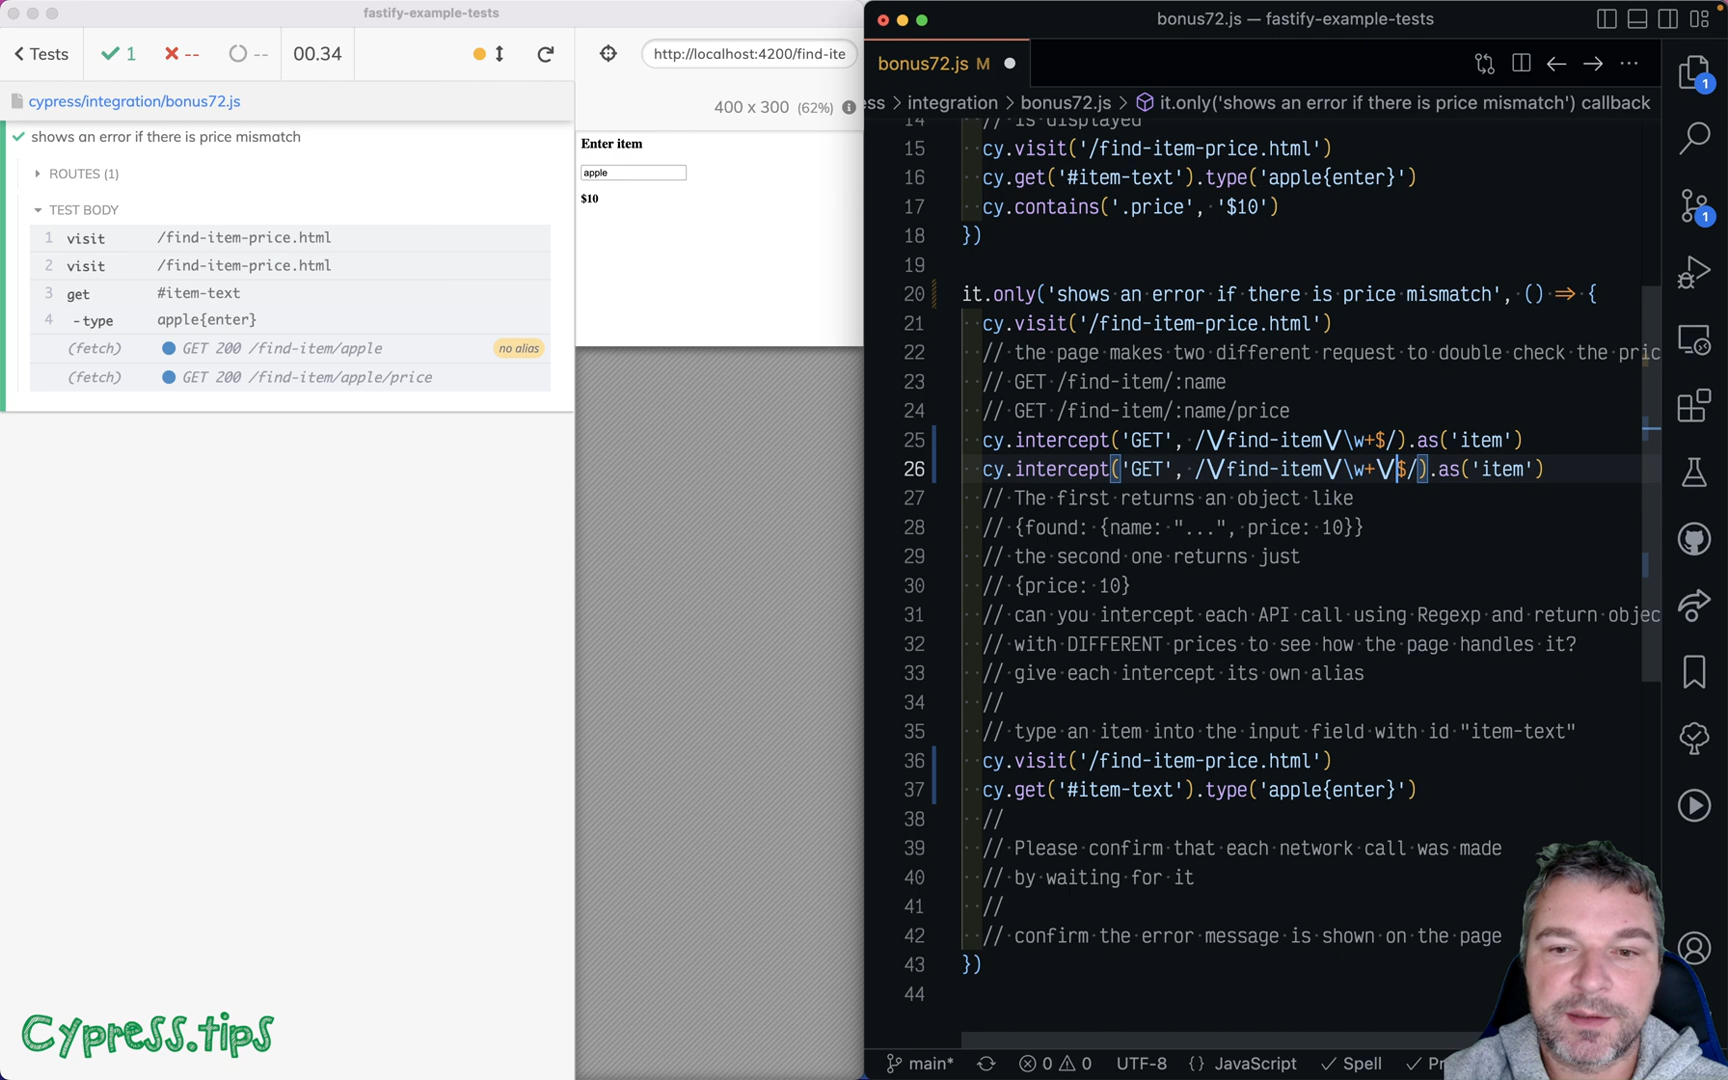 fastify-example-tests
Tests
1
--
--
00.34
http://localhost:4200/find-ite
cypress/integration/bonus72.js
400 x 300 (62%)
shows an error if there is price mismatch
ROUTES (1)
TEST BODY
1 visit /find-item-price.html
2 visit /find-item-price.html
3 get #item-text
4 -type apple{enter}
(fetch) GET 200 /find-item/apple no alias
(fetch) GET 200 /find-item/apple/price
Enter item
apple
$10
Cypress.tips
bonus72.js — fastify-example-tests
bonus72.js M
ess > integration > bonus72.js > it.only('shows an error if there is price mismatch') callback
14 // is displayed
15 cy.visit('/find-item-price.html')
16 cy.get('#item-text').type('apple{enter}')
17 cy.contains('.price', '$10')
18 })
19
20 it.only('shows an error if there is price mismatch', () => {
21 cy.visit('/find-item-price.html')
22 // the page makes two different request to double check the pric
23 // GET /find-item/:name
24 // GET /find-item/:name/price
25 cy.intercept('GET', /\/find-item\/\w+$/).as('item')
26 cy.intercept('GET', /\/find-item\/\w+\/$/).as('item')
27 // The first returns an object like
28 // {found: {name: "...", price: 10}}
29 // the second one returns just
30 // {price: 10}
31 // can you intercept each API call using Regexp and return objec
32 // with DIFFERENT prices to see how the page handles it?
33 // give each intercept its own alias
34 //
35 // type an item into the input field with id "item-text"
36 cy.visit('/find-item-price.html')
37 cy.get('#item-text').type('apple{enter}')
38 //
39 // Please confirm that each network call was made
40 // by waiting for it
41 //
42 // confirm the error message is shown on the page
43 })
44
1
1
main* 0 0 UTF-8 {} JavaScript Spell Pr